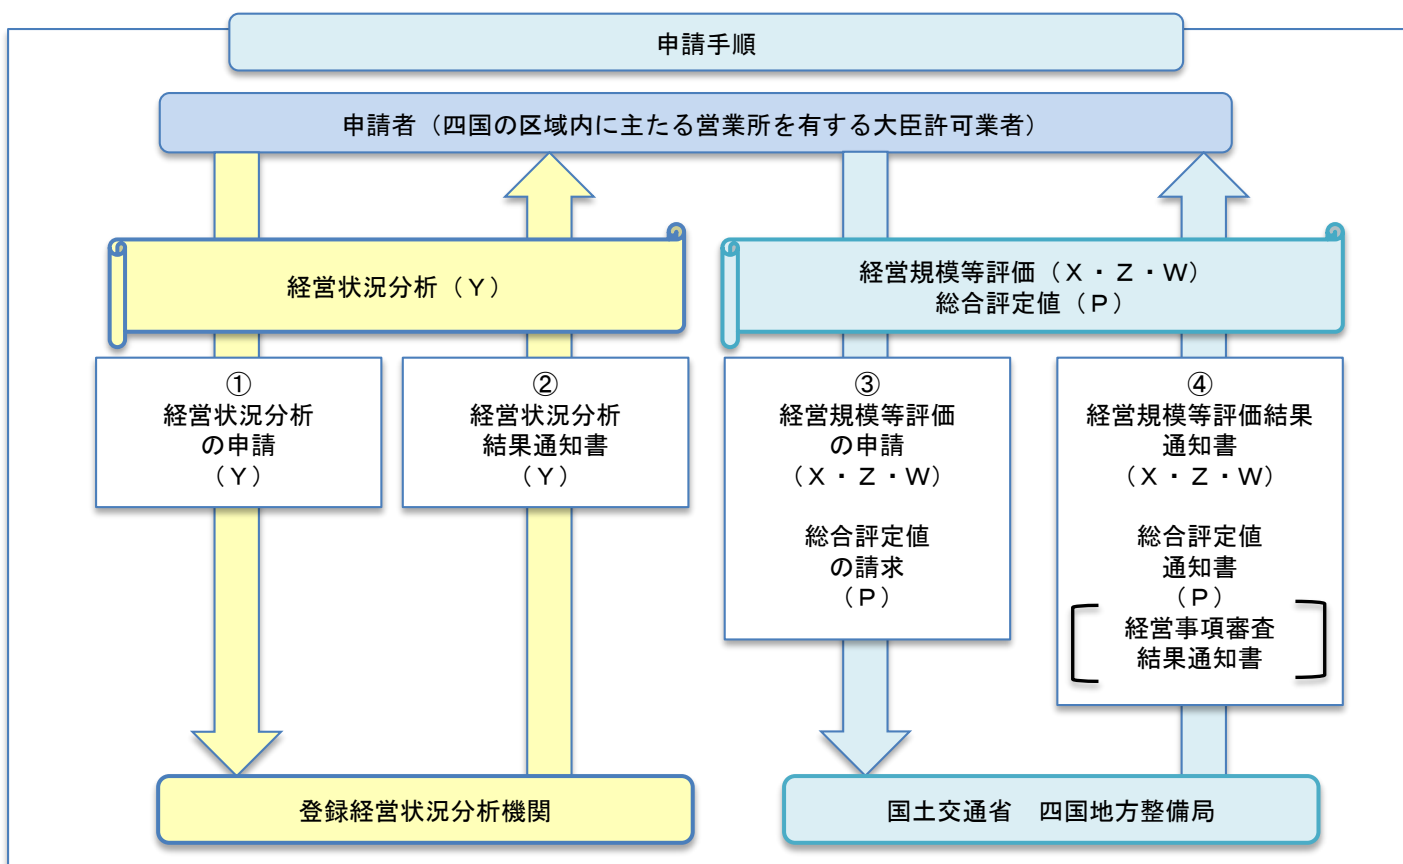 申請手順
申請者（四国の区域内に主たる営業所を有する大臣許可業者）
経営状況分析（Ｙ）
経営規模等評価（Ｘ・Ｚ・Ｗ）
総合評定値（Ｐ）
①
経営状況分析
の申請
（Ｙ）
②
経営状況分析
結果通知書
（Ｙ）
③
経営規模等評価
の申請
（Ｘ・Ｚ・Ｗ）
総合評定値
の請求
（Ｐ）
④
経営規模等評価結果
通知書
（Ｘ・Ｚ・Ｗ）
総合評定値
通知書
（Ｐ）
経営事項審査
結果通知書
登録経営状況分析機関
国土交通省　四国地方整備局